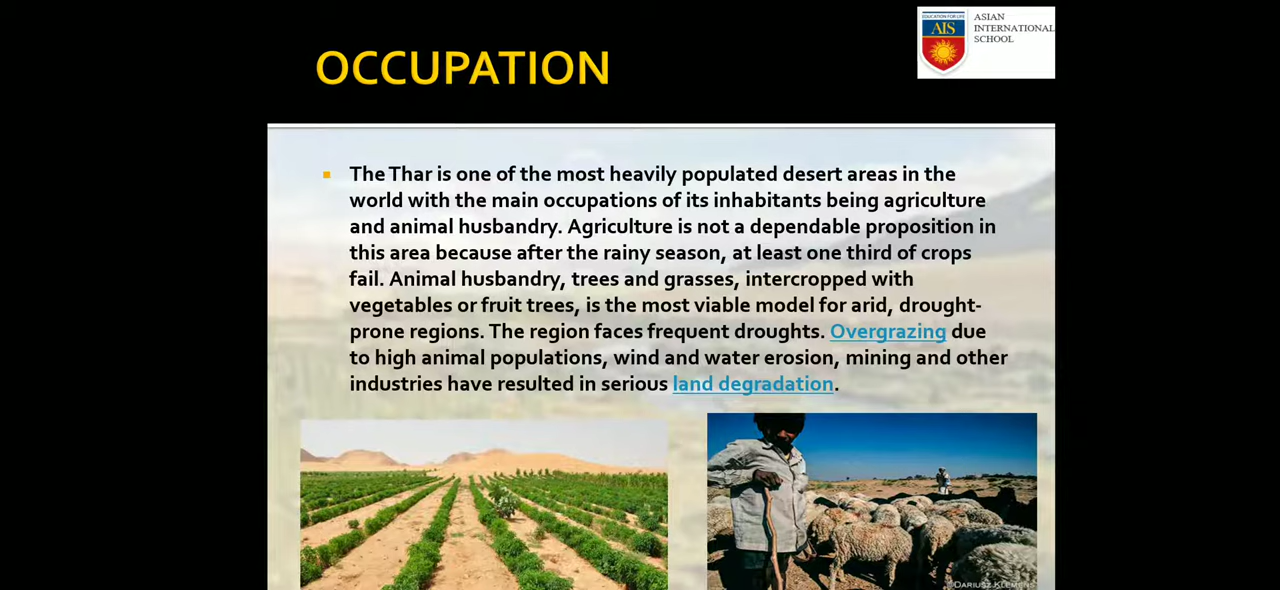 EDUCATION FOR LIFE
AIS
ASIAN
INTERNATIONAL
SCHOOL
OCCUPATION
The Thar is one of the most heavily populated desert areas in the
world with the main occupations of its inhabitants being agriculture
and animal husbandry. Agriculture is not a dependable proposition in
this area because after the rainy season, at least one third of crops
fail. Animal husbandry, trees and grasses, intercropped with
vegetables or fruit trees, is the most viable model for arid, drought-
prone regions. The region faces frequent droughts. Overgrazing due
to high animal populations, wind and water erosion, mining and other
industries have resulted in serious land degradation.
©DARIUSZ KLEMENS